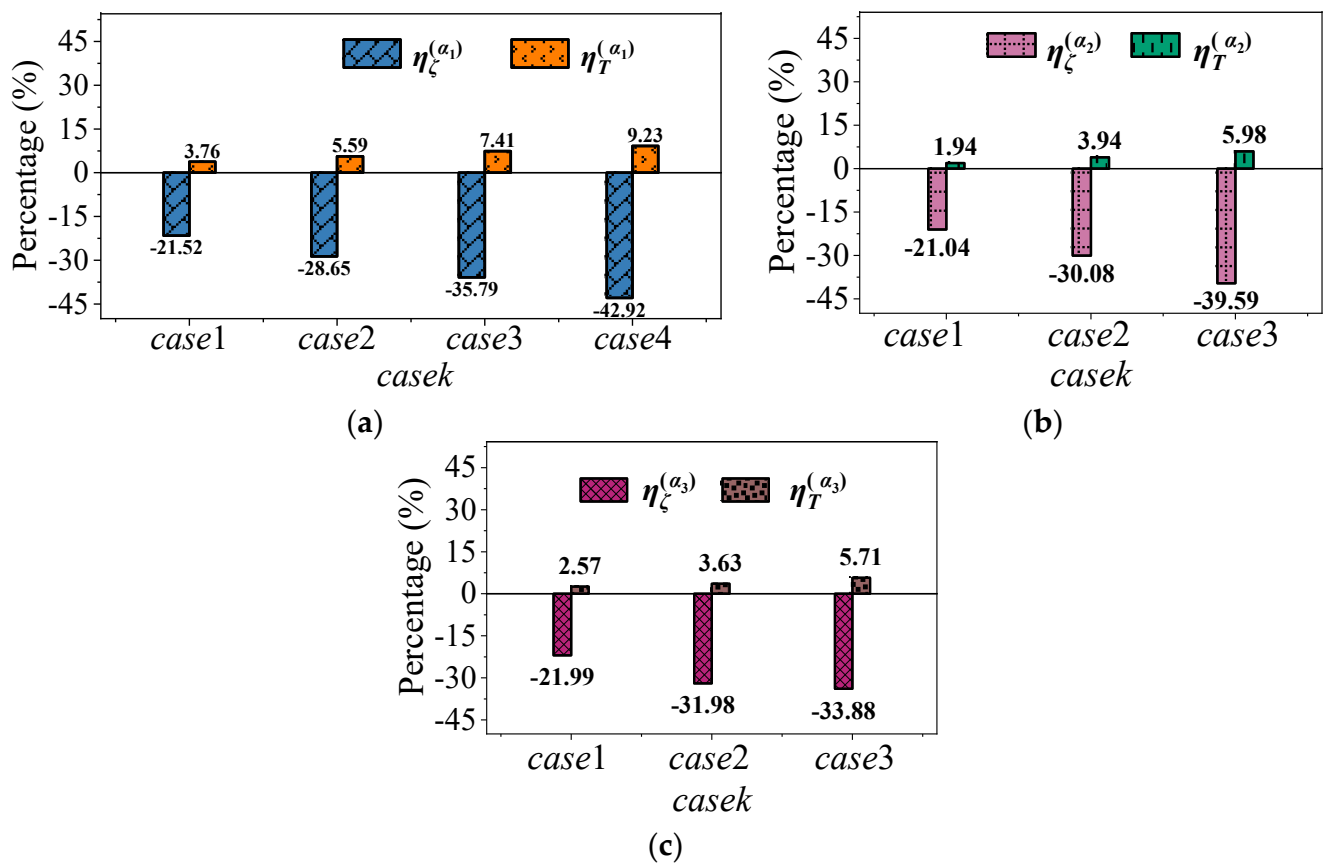 η_ζ^(α₁) η_T^(α₁)
Percentage (%)
45
30
15
0
-15
-30
-45
3.76 5.59 7.41 9.23
-21.52 -28.65 -35.79 -42.92
case1 case2 case3 case4
casek
(a)
η_ζ^(α₂) η_T^(α₂)
Percentage (%)
45
30
15
0
-15
-30
-45
1.94 3.94 5.98
-21.04 -30.08 -39.59
case1 case2 case3
casek
(b)
η_ζ^(α₃) η_T^(α₃)
Percentage (%)
45
30
15
0
-15
-30
-45
2.57 3.63 5.71
-21.99 -31.98 -33.88
case1 case2 case3
casek
(c)